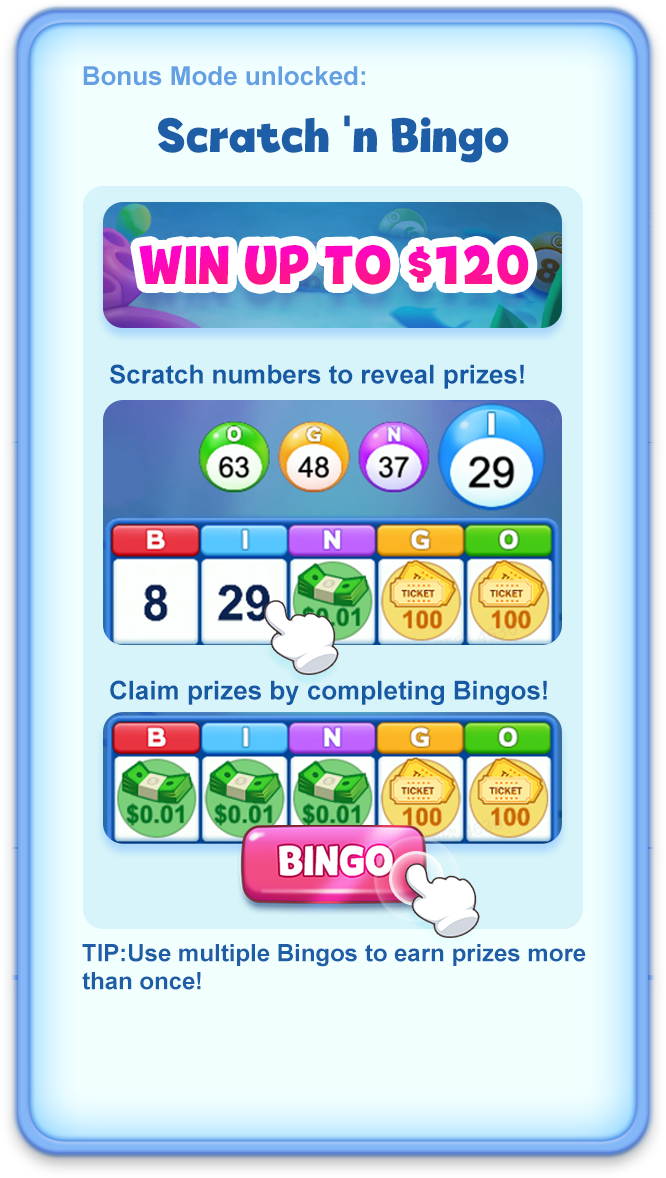 Bonus Mode unlocked:
Scratch 'n Bingo
WIN UP TO $120
8
Scratch numbers to reveal prizes!
O G N I
63 48 37 29
B I N G O
8 29 $0.01 TICKET 100 TICKET 100
Claim prizes by completing Bingos!
B I N G O
$0.01 $0.01 $0.01 TICKET 100 TICKET 100
BINGO
TIP:Use multiple Bingos to earn prizes more
than once!